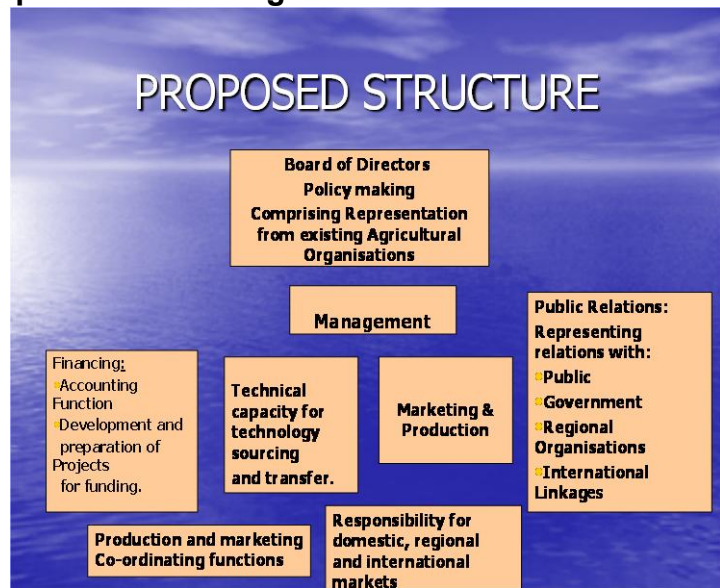 PROPOSED STRUCTURE
Board of Directors
Policy making
Comprising Representation
from existing Agricultural
Organisations
Management
Public Relations:
Representing
relations with:
Public
Government
Regional
Organisations
International
Linkages
Financing:
Accounting
Function
Development and
preparation of
Projects
for funding.
Technical
capacity for
technology
sourcing
and transfer.
Marketing &
Production
Production and marketing
Co-ordinating functions
Responsibility for
domestic, regional
and international
markets